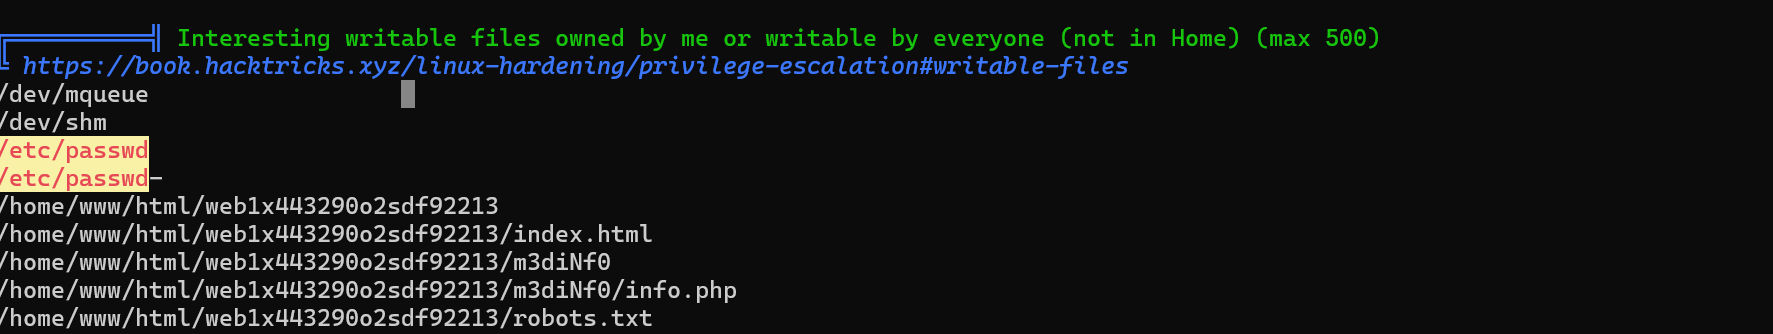 ╔══════════╣ Interesting writable files owned by me or writable by everyone (not in Home) (max 500)
╚ https://book.hacktricks.xyz/linux-hardening/privilege-escalation#writable-files
/dev/mqueue
/dev/shm
/etc/passwd
/etc/passwd-
/home/www/html/web1x443290o2sdf92213
/home/www/html/web1x443290o2sdf92213/index.html
/home/www/html/web1x443290o2sdf92213/m3diNf0
/home/www/html/web1x443290o2sdf92213/m3diNf0/info.php
/home/www/html/web1x443290o2sdf92213/robots.txt